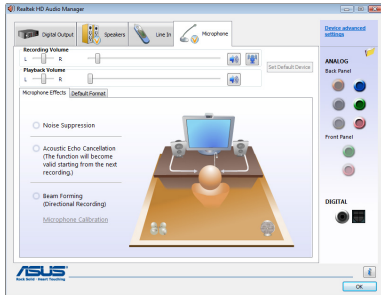 Realtek HD Audio Manager
Digital Output
Speakers
Line In
Microphone
Device advanced
settings
Recording Volume
L
R
Set Default Device
Playback Volume
L
R
Microphone Effects
Default Format
Noise Suppression
Acoustic Echo Cancellation
(The function will become
valid starting from the next
recording.)
Beam Forming
(Directional Recording)
Microphone Calibration
ANALOG
Back Panel
Front Panel
DIGITAL
ASUS
Rock Solid · Heart Touching
OK